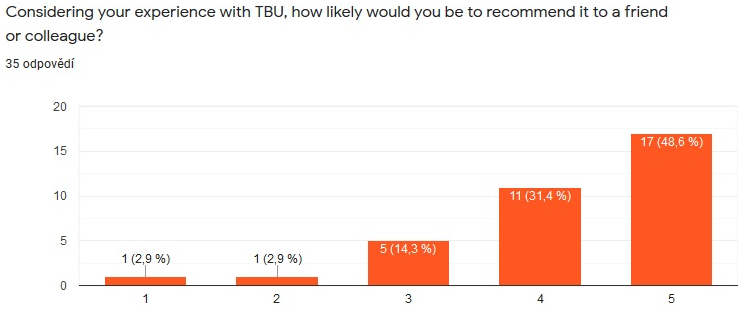 Considering your experience with TBU, how likely would you be to recommend it to a friend
or colleague?
35 odpovědí
20
15
10
5
0
1 (2,9 %)
1 (2,9 %)
5 (14,3 %)
11 (31,4 %)
17 (48,6 %)
1
2
3
4
5